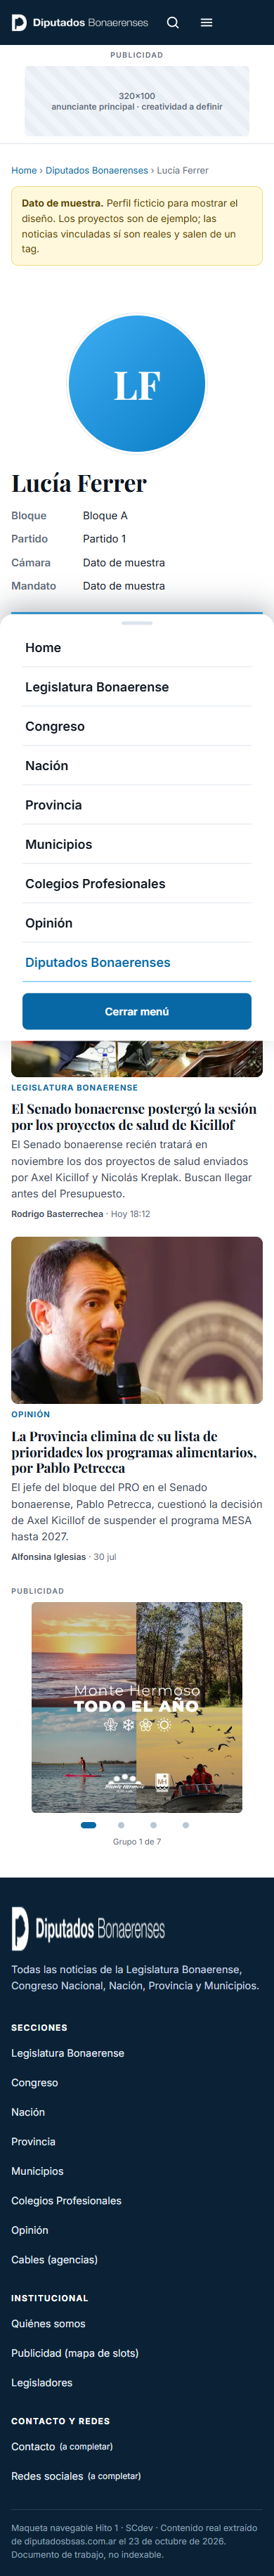 Diputados Bonaerenses
PUBLICIDAD
320×100
anunciante principal · creatividad a definir
Home › Diputados Bonaerenses › Lucía Ferrer
Dato de muestra. Perfil ficticio para mostrar el
diseño. Los proyectos son de ejemplo; las
noticias vinculadas sí son reales y salen de un
tag.
LF
Lucía Ferrer
Bloque Bloque A
Partido Partido 1
Cámara Dato de muestra
Mandato Dato de muestra
Home
Legislatura Bonaerense
Congreso
Nación
Provincia
Municipios
Colegios Profesionales
Opinión
Diputados Bonaerenses
Cerrar menú
LEGISLATURA BONAERENSE
El Senado bonaerense postergó la sesión
por los proyectos de salud de Kicillof
El Senado bonaerense recién tratará en
noviembre los dos proyectos de salud enviados
por Axel Kicillof y Nicolás Kreplak. Buscan llegar
antes del Presupuesto.
Rodrigo Basterrechea · Hoy 18:12
OPINIÓN
La Provincia elimina de su lista de
prioridades los programas alimentarios,
por Pablo Petrecca
El jefe del bloque del PRO en el Senado
bonaerense, Pablo Petrecca, cuestionó la decisión
de Axel Kicillof de suspender el programa MESA
hasta 2027.
Alfonsina Iglesias · 30 jul
PUBLICIDAD
Monte Hermoso
TODO EL AÑO
Grupo 1 de 7
Diputados Bonaerenses
Todas las noticias de la Legislatura Bonaerense,
Congreso Nacional, Nación, Provincia y Municipios.
SECCIONES
Legislatura Bonaerense
Congreso
Nación
Provincia
Municipios
Colegios Profesionales
Opinión
Cables (agencias)
INSTITUCIONAL
Quiénes somos
Publicidad (mapa de slots)
Legisladores
CONTACTO Y REDES
Contacto (a completar)
Redes sociales (a completar)
Maqueta navegable Hito 1 · SCdev · Contenido real extraído
de diputadosbsas.com.ar el 23 de octubre de 2026.
Documento de trabajo, no indexable.